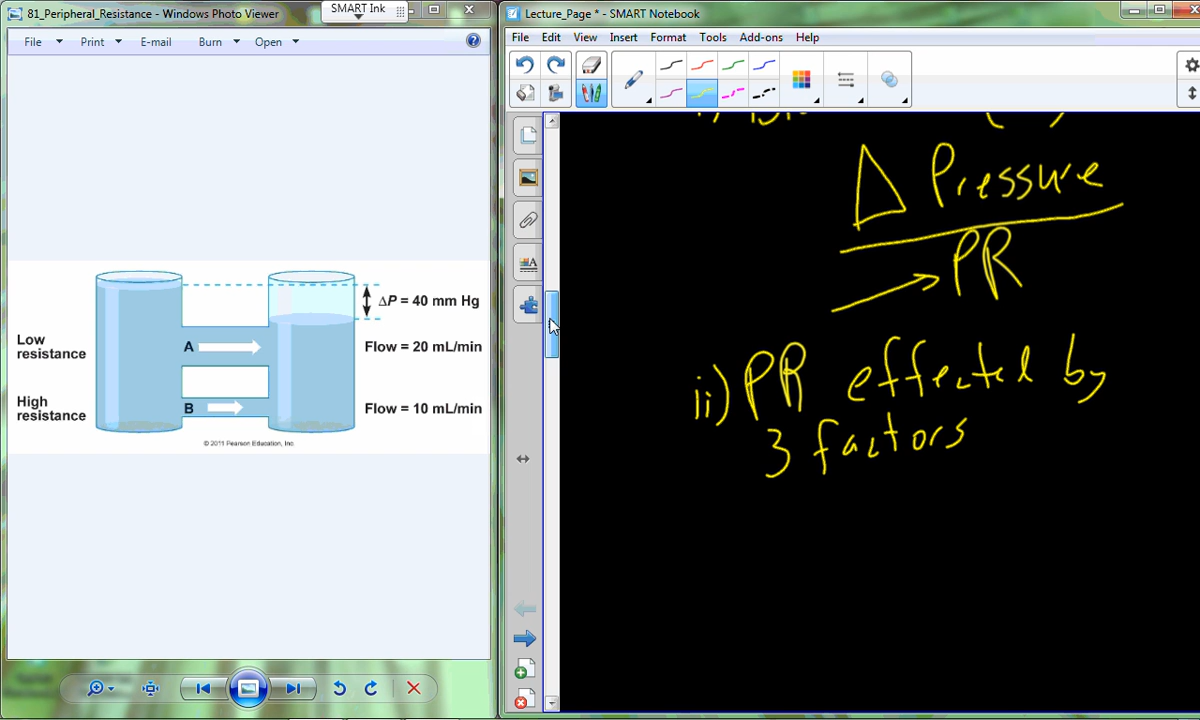 81_Peripheral_Resistance - Windows Photo Viewer
SMART Ink
File Print E-mail Burn Open
ΔP = 40 mm Hg
Low
resistance
A
Flow = 20 mL/min
High
resistance
B
Flow = 10 mL/min
© 2011 Pearson Education, Inc.
Lecture_Page * - SMART Notebook
File Edit View Insert Format Tools Add-ons Help
Δ Pressure
→ PR
ii) PR effected by
3 factors